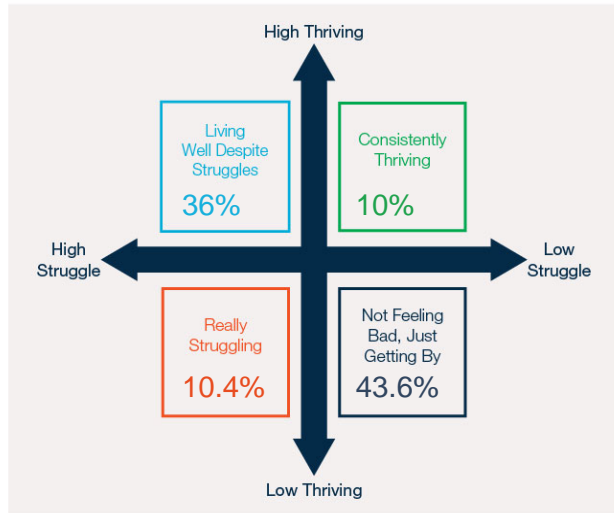 High Thriving
Living
Well Despite
Struggles
36%
Consistently
Thriving
10%
High
Struggle
Low
Struggle
Really
Struggling
10.4%
Not Feeling
Bad, Just
Getting By
43.6%
Low Thriving